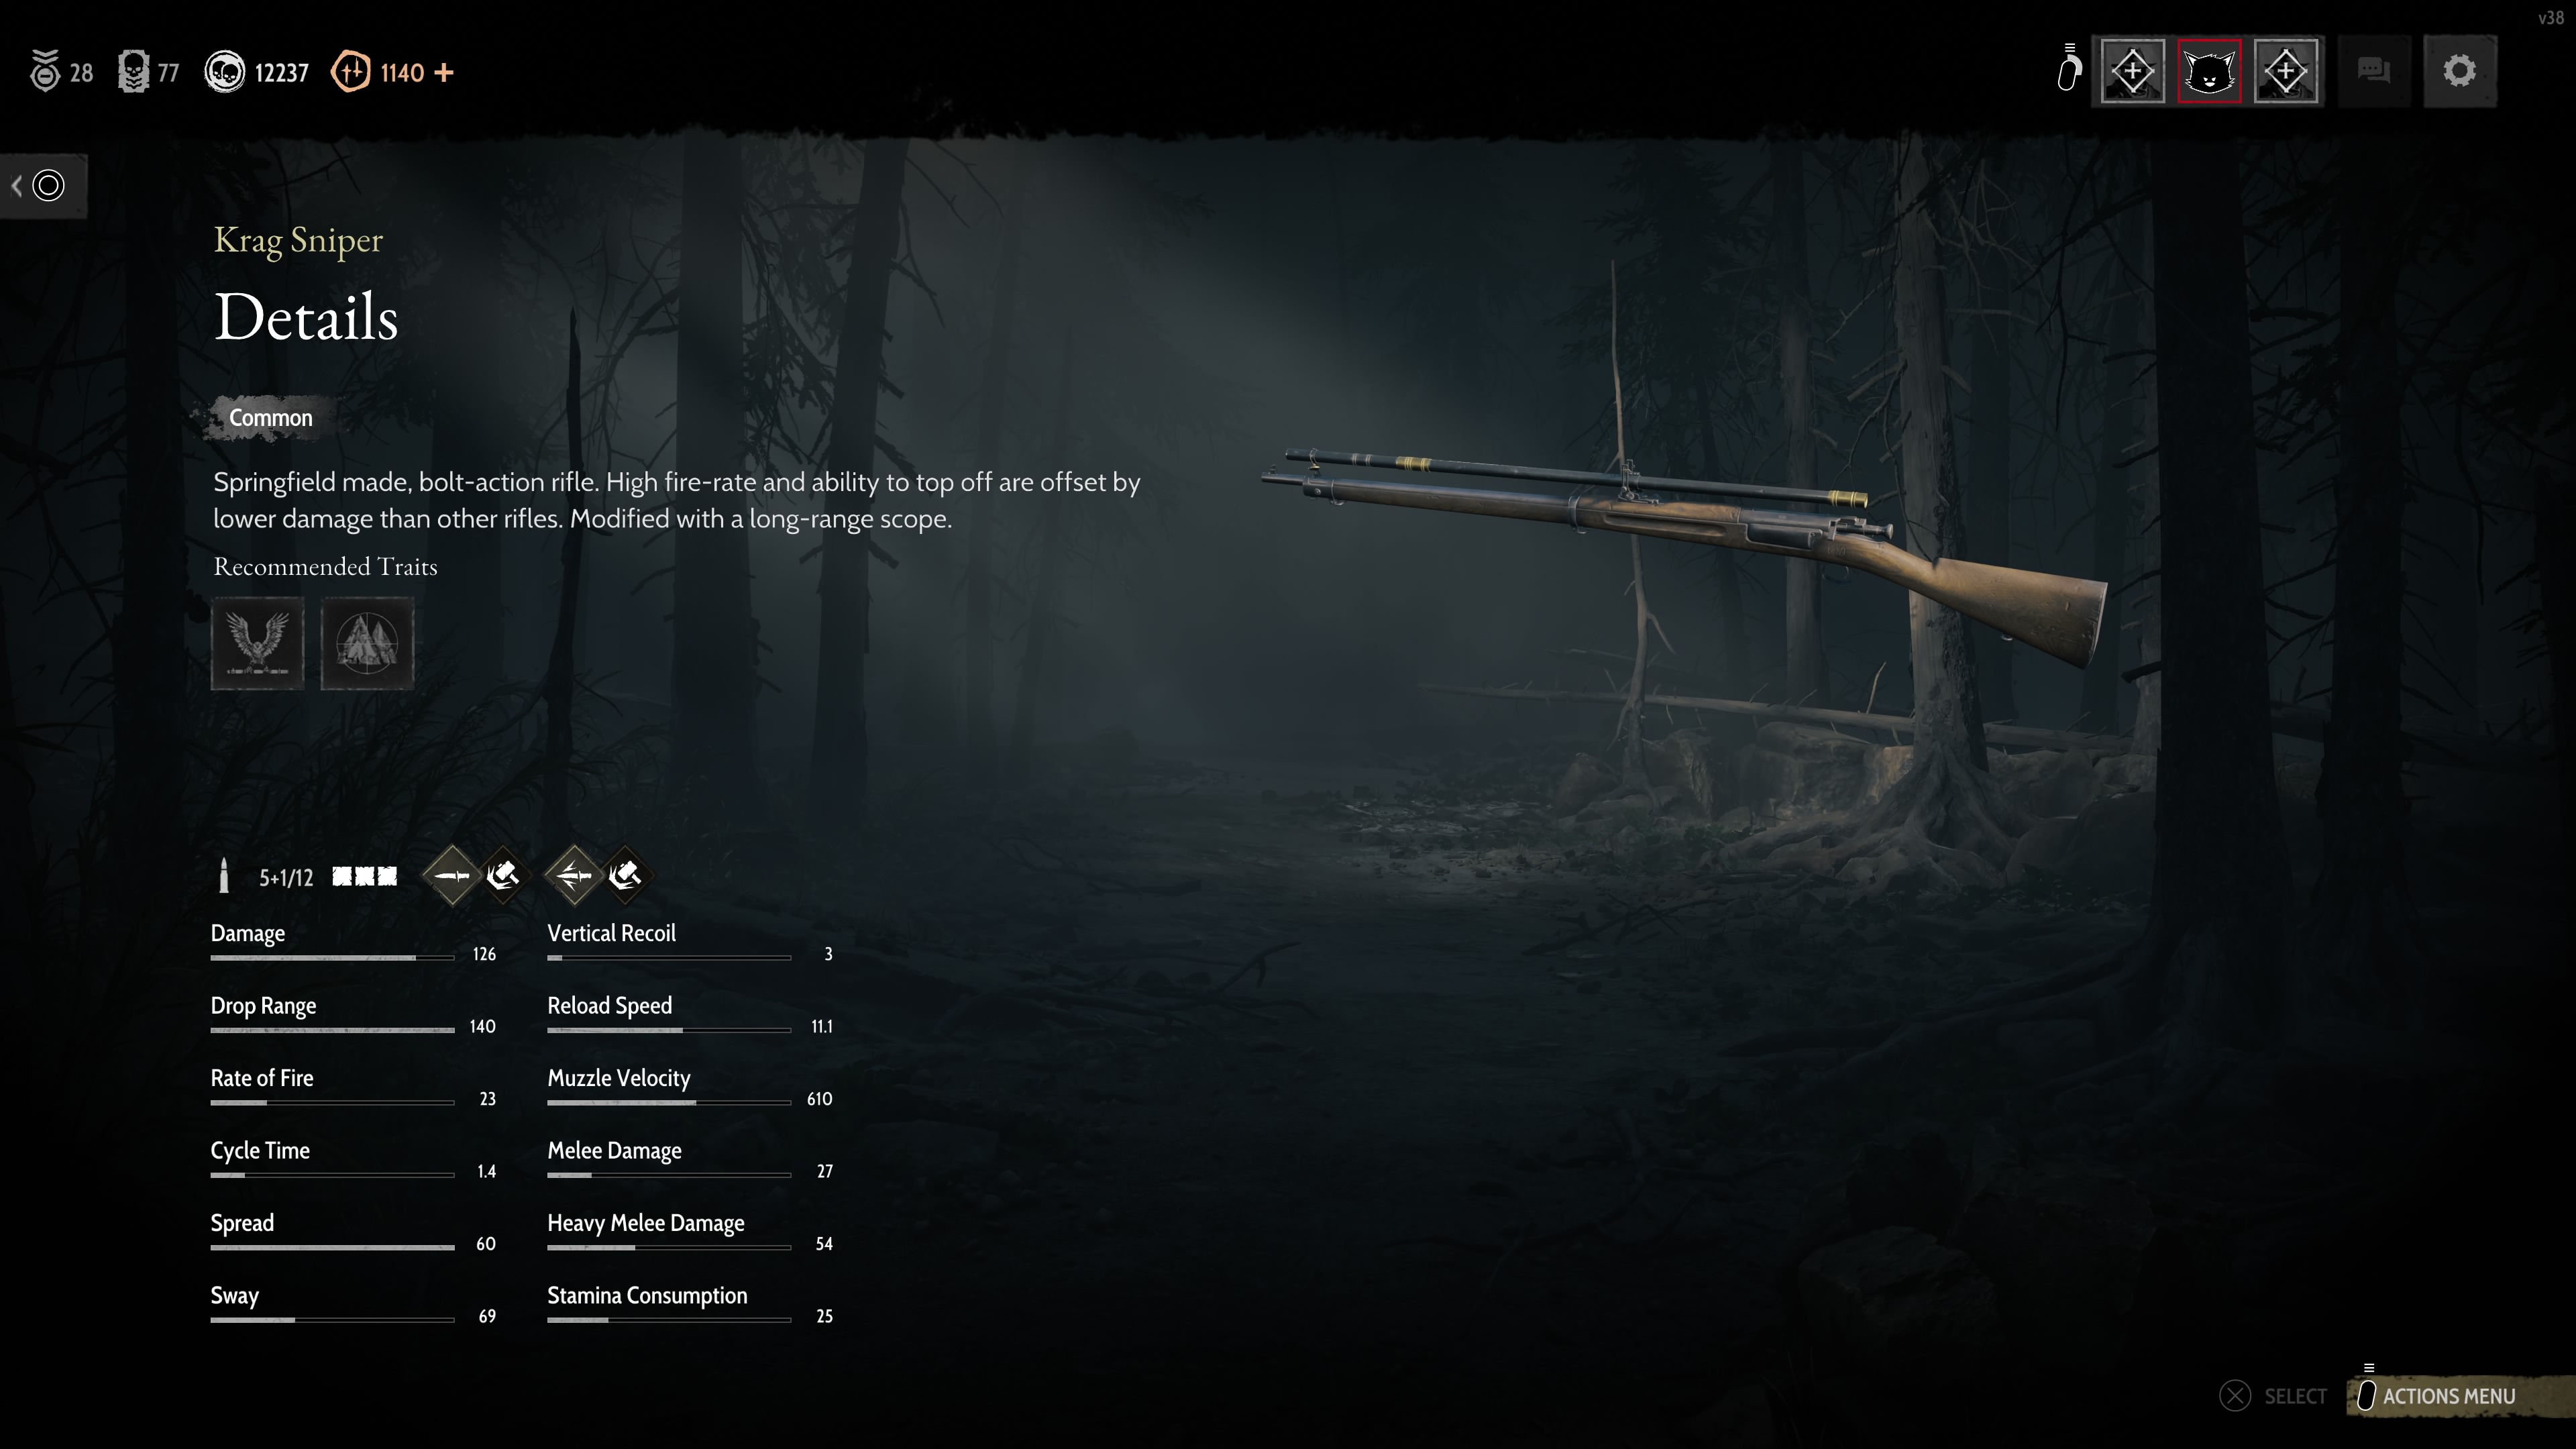 v38
28
77
12237
1140 +
Krag Sniper
Details
Common
Springfield made, bolt-action rifle. High fire-rate and ability to top off are offset by
lower damage than other rifles. Modified with a long-range scope.
Recommended Traits
5+1/12
Damage 126
Drop Range 140
Rate of Fire 23
Cycle Time 1.4
Spread 60
Sway 69
Vertical Recoil 3
Reload Speed 11.1
Muzzle Velocity 610
Melee Damage 27
Heavy Melee Damage 54
Stamina Consumption 25
SELECT
ACTIONS MENU